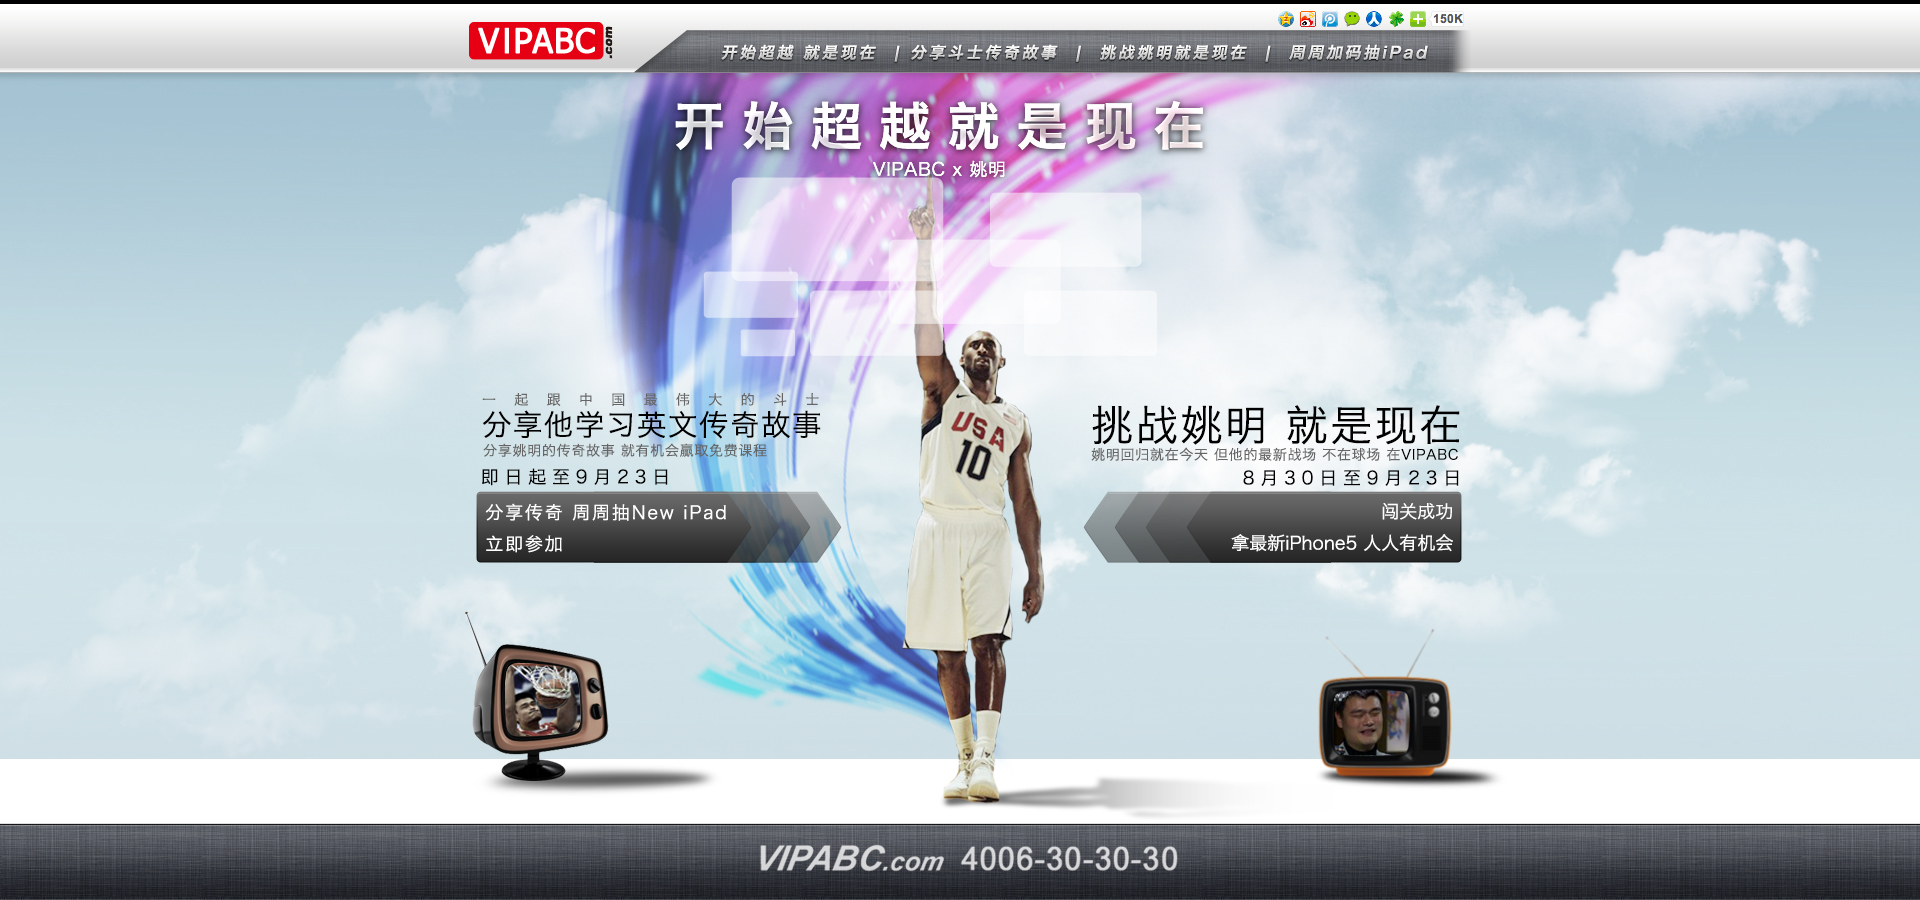 VIPABC.com
150K
开始超越 就是现在 | 分享斗士传奇故事 | 挑战姚明就是现在 | 周周加码抽iPad
开始超越就是现在
VIPABC x 姚明
一起跟中国最伟大的斗士
分享他学习英文传奇故事
分享姚明的传奇故事 就有机会赢取免费课程
即日起至9月23日
分享传奇 周周抽New iPad
立即参加
USA
10
挑战姚明 就是现在
姚明回归就在今天 但他的最新战场 不在球场 在VIPABC
8月30日至9月23日
闯关成功
拿最新iPhone5 人人有机会
VIPABC.com 4006-30-30-30